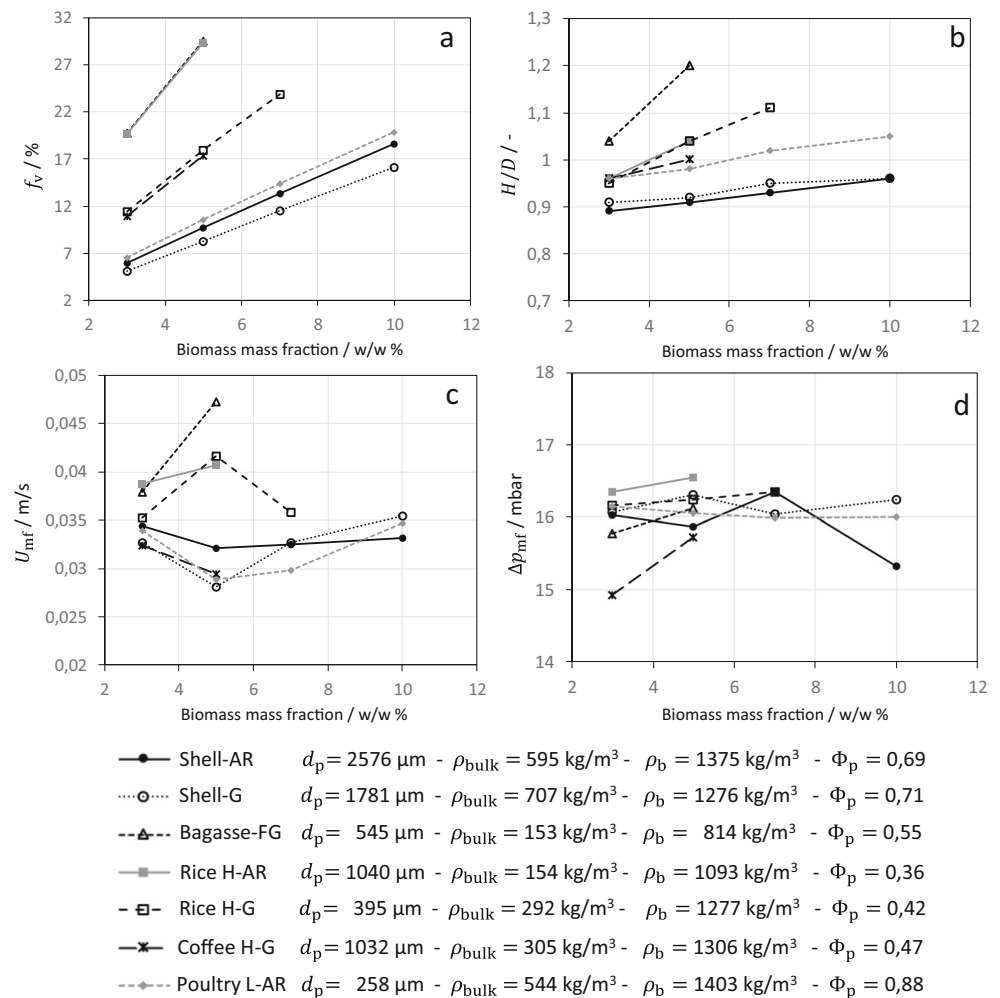 a
32
27
22
17
12
7
2
f_v / %
2 4 6 8 10 12
Biomass mass fraction / w/w %
b
1,3
1,2
1,1
1
0,9
0,8
0,7
H/D / -
2 4 6 8 10 12
Biomass mass fraction / w/w %
c
0,05
0,045
0,04
0,035
0,03
0,025
0,02
U_mf / m/s
2 4 6 8 10 12
Biomass mass fraction / w/w %
d
18
17
16
15
14
Δp_mf / mbar
2 4 6 8 10 12
Biomass mass fraction / w/w %
Shell-AR d_p = 2576 μm - ρ_bulk = 595 kg/m³ - ρ_b = 1375 kg/m³ - Φ_p = 0,69
Shell-G d_p = 1781 μm - ρ_bulk = 707 kg/m³ - ρ_b = 1276 kg/m³ - Φ_p = 0,71
Bagasse-FG d_p = 545 μm - ρ_bulk = 153 kg/m³ - ρ_b = 814 kg/m³ - Φ_p = 0,55
Rice H-AR d_p = 1040 μm - ρ_bulk = 154 kg/m³ - ρ_b = 1093 kg/m³ - Φ_p = 0,36
Rice H-G d_p = 395 μm - ρ_bulk = 292 kg/m³ - ρ_b = 1277 kg/m³ - Φ_p = 0,42
Coffee H-G d_p = 1032 μm - ρ_bulk = 305 kg/m³ - ρ_b = 1306 kg/m³ - Φ_p = 0,47
Poultry L-AR d_p = 258 μm - ρ_bulk = 544 kg/m³ - ρ_b = 1403 kg/m³ - Φ_p = 0,88